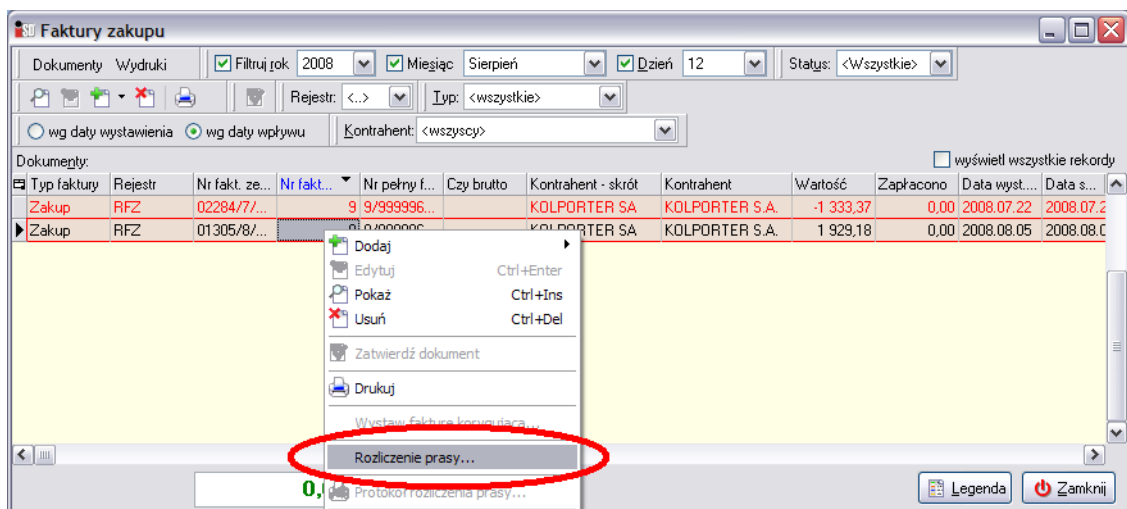 Faktury zakupu
Dokumenty Wydruki Filtruj rok 2008 Miesiąc Sierpień Dzień 12 Status: <Wszystkie>
Rejestr: <..> Typ: <wszystkie>
wg daty wystawienia wg daty wpływu Kontrahent: <wszyscy>
Dokumenty: wyświetl wszystkie rekordy
Typ faktury Rejestr Nr fakt. ze... Nr fakt... Nr pełny f... Czy brutto Kontrahent - skrót Kontrahent Wartość Zapłacono Data wyst.... Data s...
Zakup RFZ 02284/7/... 9 9/999996... KOLPORTER SA KOLPORTER S.A. -1 333,37 0,00 2008.07.22 2008.07.2
Zakup RFZ 01305/8/... KOLPORTER SA KOLPORTER S.A. 1 929,18 0,00 2008.08.05 2008.08.0
Dodaj
Edytuj Ctrl+Enter
Pokaż Ctrl+Ins
Usuń Ctrl+Del
Zatwierdź dokument
Drukuj
Wystaw fakturę korygującą...
Rozliczenie prasy...
0, Protokół rozliczenia prasy... Legenda Zamknij